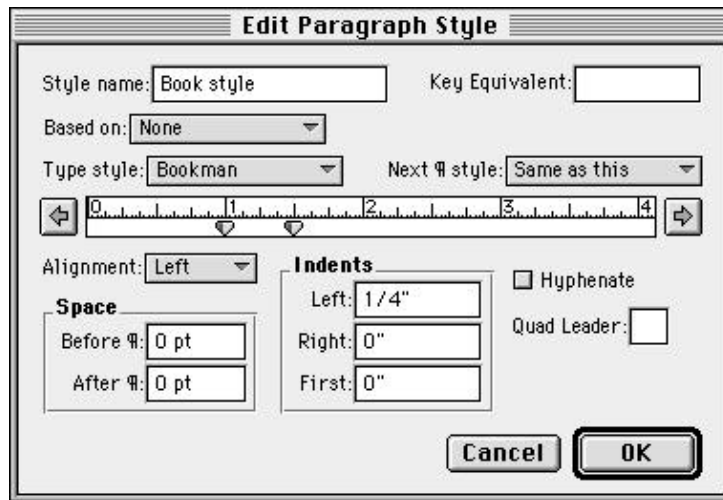 Edit Paragraph Style
Style name: Book style Key Equivalent:
Based on: None
Type style: Bookman Next ¶ style: Same as this
0 1 2 3 4
Alignment: Left
Indents
Left: 1/4"
Right: 0"
First: 0"
Hyphenate
Quad Leader:
Space
Before ¶: 0 pt
After ¶: 0 pt
Cancel OK